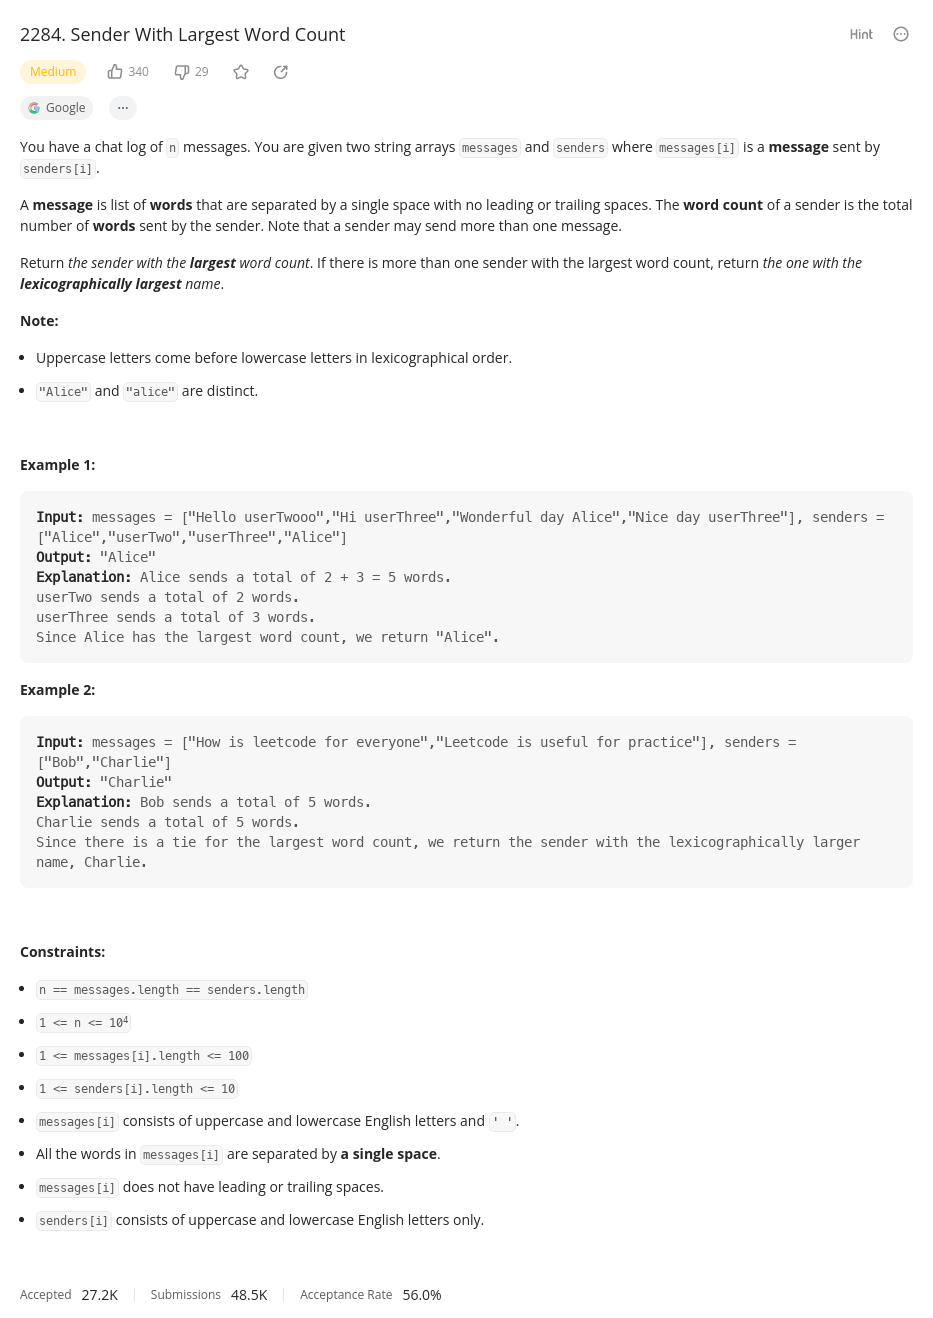 2284. Sender With Largest Word Count
Hint
Medium
340
29
Google
You have a chat log of n messages. You are given two string arrays messages and senders where messages[i] is a message sent by
senders[i].
A message is list of words that are separated by a single space with no leading or trailing spaces. The word count of a sender is the total
number of words sent by the sender. Note that a sender may send more than one message.
Return the sender with the largest word count. If there is more than one sender with the largest word count, return the one with the
lexicographically largest name.
Note:
• Uppercase letters come before lowercase letters in lexicographical order.
• "Alice" and "alice" are distinct.
Example 1:
Input: messages = ["Hello userTwooo","Hi userThree","Wonderful day Alice","Nice day userThree"], senders =
["Alice","userTwo","userThree","Alice"]
Output: "Alice"
Explanation: Alice sends a total of 2 + 3 = 5 words.
userTwo sends a total of 2 words.
userThree sends a total of 3 words.
Since Alice has the largest word count, we return "Alice".
Example 2:
Input: messages = ["How is leetcode for everyone","Leetcode is useful for practice"], senders =
["Bob","Charlie"]
Output: "Charlie"
Explanation: Bob sends a total of 5 words.
Charlie sends a total of 5 words.
Since there is a tie for the largest word count, we return the sender with the lexicographically larger
name, Charlie.
Constraints:
• n == messages.length == senders.length
• 1 <= n <= 10⁴
• 1 <= messages[i].length <= 100
• 1 <= senders[i].length <= 10
• messages[i] consists of uppercase and lowercase English letters and ' '.
• All the words in messages[i] are separated by a single space.
• messages[i] does not have leading or trailing spaces.
• senders[i] consists of uppercase and lowercase English letters only.
Accepted 27.2K Submissions 48.5K Acceptance Rate 56.0%